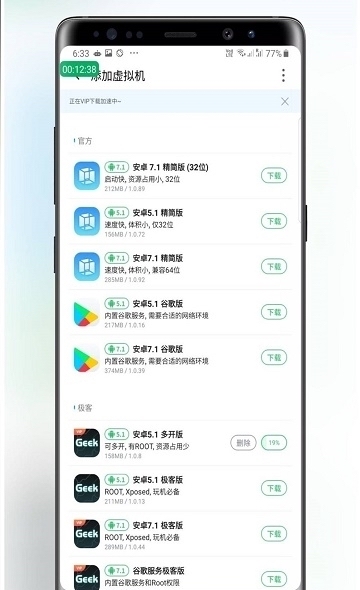 6:33
77%
00:12:38
添加虚拟机
正在VIP下载加速中~
官方
7.1 安卓 7.1 精简版 (32位)
启动快, 资源占用小, 32位
212MB / 1.0.89
下载
5.1 安卓5.1 精简版
速度快, 体积小, 仅32位
156MB / 1.0.72
下载
7.1 安卓7.1 精简版
速度快, 体积小, 兼容64位
285MB / 0.0.92
下载
5.1 安卓5.1 谷歌版
内置谷歌服务, 需要合适的网络环境
217MB / 1.0.16
下载
7.1 安卓7.1 谷歌版
内置谷歌服务, 需要合适的网络环境
374MB / 1.0.39
下载
极客
VIP
Geek
5.1 安卓5.1 多开版
可多开, 有ROOT, 资源占用少
158MB / 1.0.8
删除
19%
Geek
5.1 安卓5.1 极客版
ROOT, Xposed, 玩机必备
211MB / 1.0.13
下载
VIP
Geek
7.1 安卓7.1 极客版
ROOT, Xposed, 玩机必备
289MB / 1.0.44
下载
VIP
Geek
7.1 谷歌服务极客版
内置谷歌服务和Root权限
下载